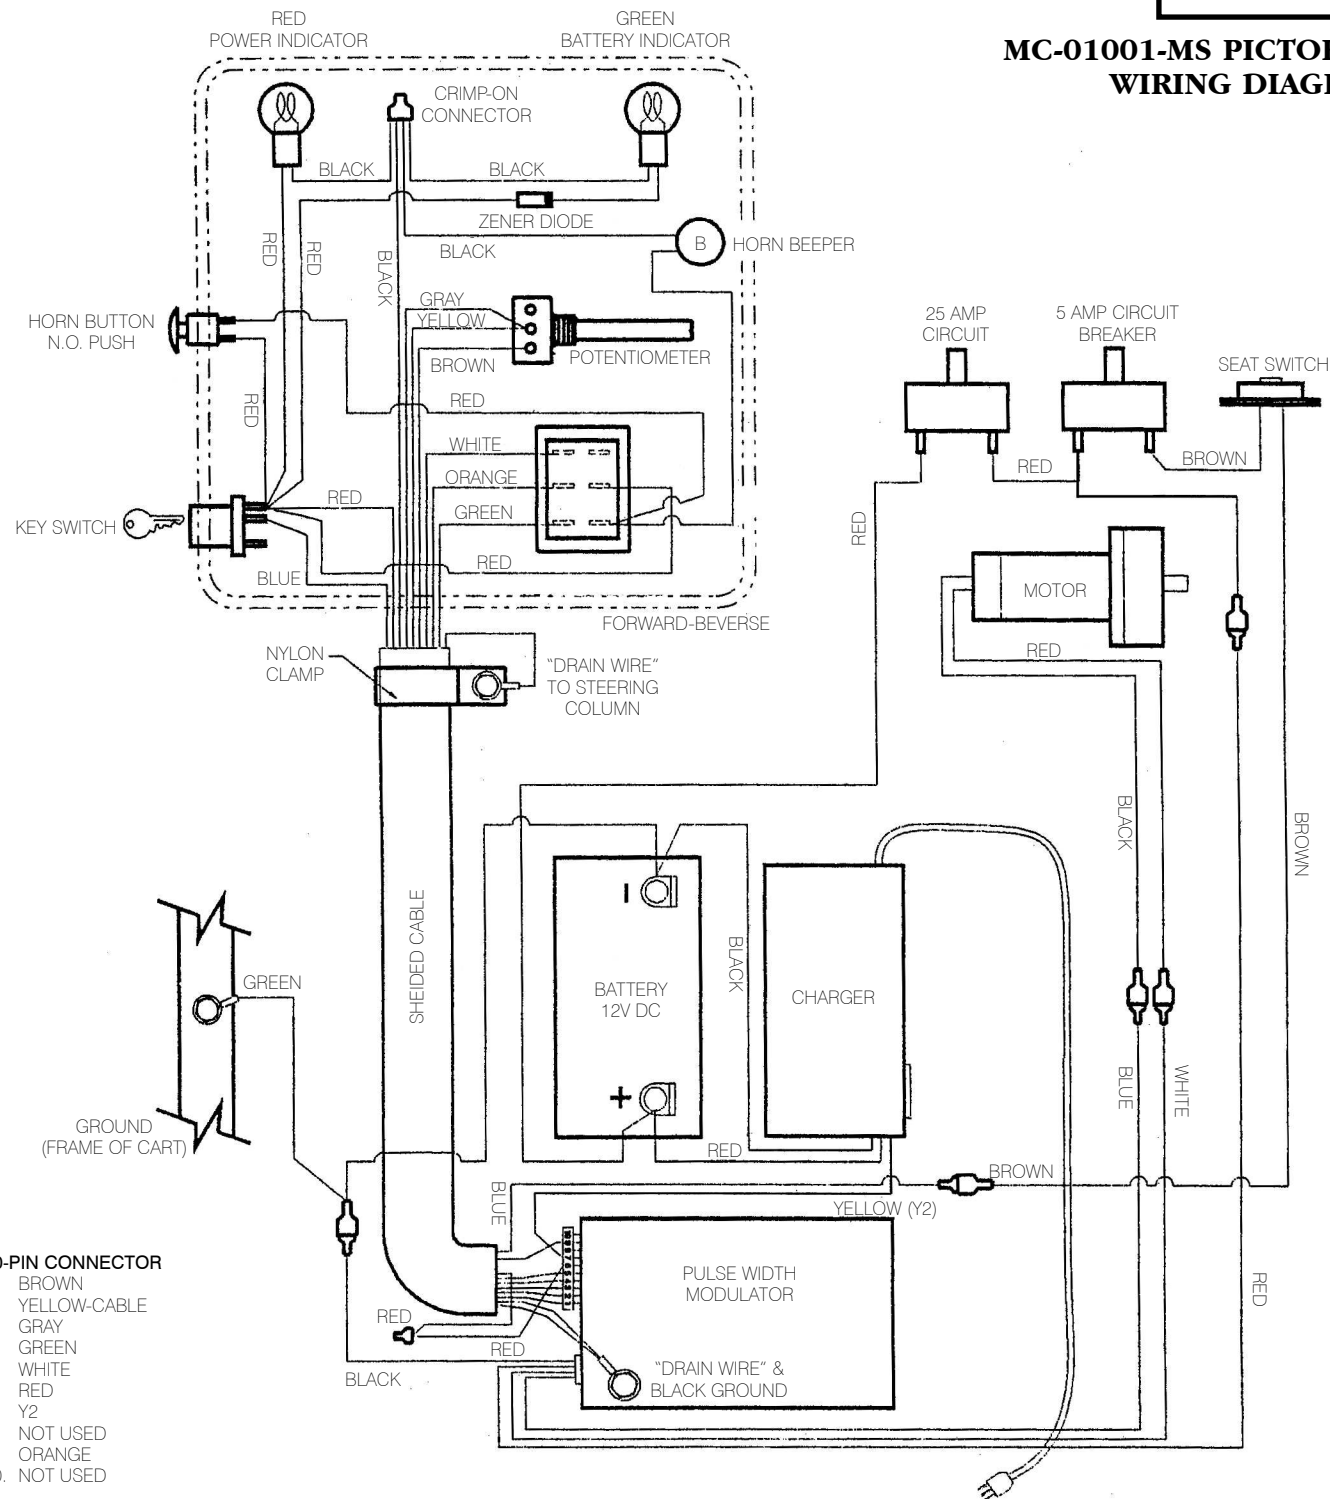 MC-01001-MS PICTO
WIRING DIAG
RED
POWER INDICATOR
GREEN
BATTERY INDICATOR
CRIMP-ON
CONNECTOR
BLACK
BLACK
ZENER DIODE
BLACK
B
HORN BEEPER
RED
RED
BLACK
HORN BUTTON
N.O. PUSH
GRAY
YELLOW
BROWN
POTENTIOMETER
RED
RED
WHITE
ORANGE
GREEN
RED
KEY SWITCH
BLUE
RED
FORWARD-BEVERSE
25 AMP
CIRCUIT
5 AMP CIRCUIT
BREAKER
SEAT SWITCH
RED
BROWN
RED
MOTOR
RED
NYLON
CLAMP
"DRAIN WIRE"
TO STEERING
COLUMN
BLACK
BROWN
SHEIDED CABLE
BATTERY
12V DC
–
+
BLACK
CHARGER
GREEN
GROUND
(FRAME OF CART)
BLUE
WHITE
RED
BROWN
BLUE
YELLOW (Y2)
PULSE WIDTH
MODULATOR
RED
RED
RED
BLACK
"DRAIN WIRE" &
BLACK GROUND
-PIN CONNECTOR
BROWN
YELLOW-CABLE
GRAY
GREEN
WHITE
RED
Y2
NOT USED
ORANGE
NOT USED